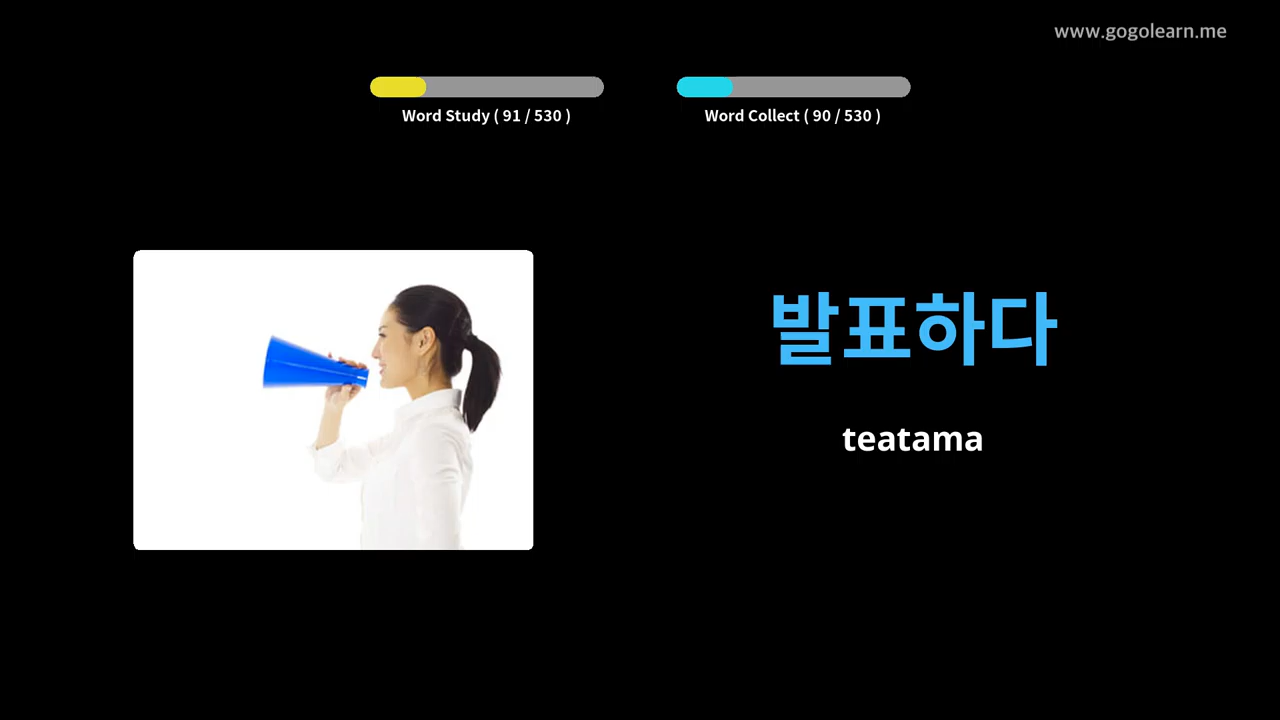 www.gogolearn.me
Word Study ( 91 / 530 )
Word Collect ( 90 / 530 )
발표하다
teatama